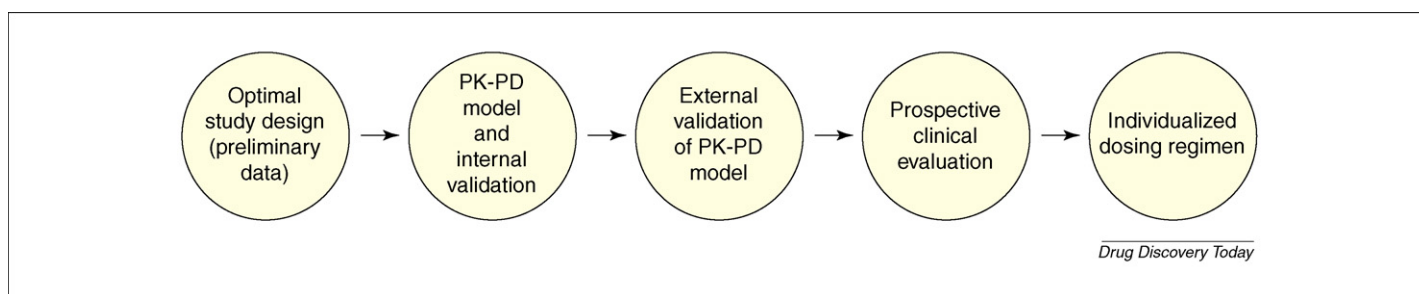 Optimal
study design
(preliminary
data)
PK-PD
model
and
internal
validation
External
validation
of PK-PD
model
Prospective
clinical
evaluation
Individualized
dosing regimen
Drug Discovery Today